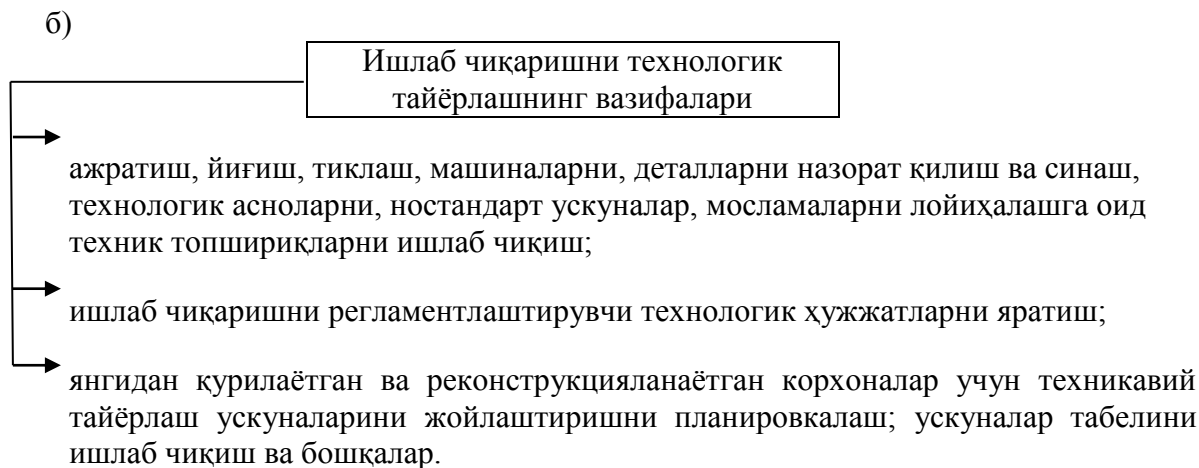 б)
Ишлаб чиқаришни технологик
тайёрлашнинг вазифалари
ажратиш, йиғиш, тиклаш, машиналарни, деталларни назорат қилиш ва синаш,
технологик асноларни, ностандарт ускуналар, мосламаларни лойиҳалашга оид
техник топшириқларни ишлаб чиқиш;
ишлаб чиқаришни регламентлаштирувчи технологик ҳужжатларни яратиш;
янгидан қурилаётган ва реконструкцияланаётган корхоналар учун техникавий
тайёрлаш ускуналарини жойлаштиришни планировкалаш; ускуналар табелини
ишлаб чиқиш ва бошқалар.